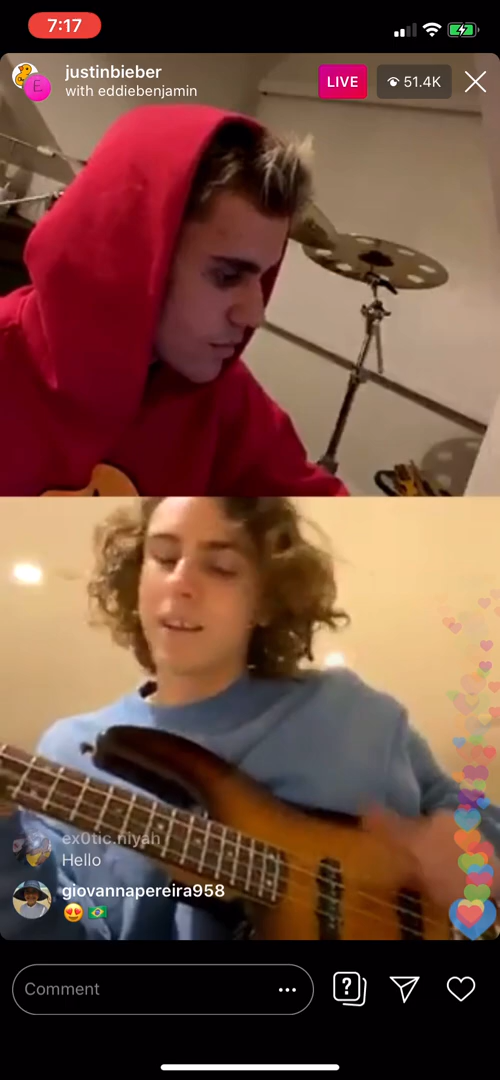 7:17
justinbieber
with eddiebenjamin
E
LIVE
51.4K
ex0tic.niyah
Hello
giovannapereira958
😍 🇧🇷
Comment
?